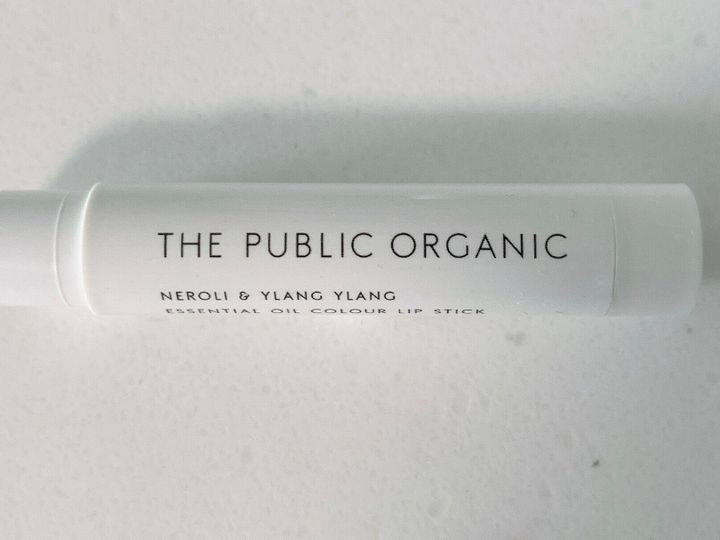 THE PUBLIC ORGANIC
NEROLI & YLANG YLANG
ESSENTIAL OIL COLOUR LIP STICK